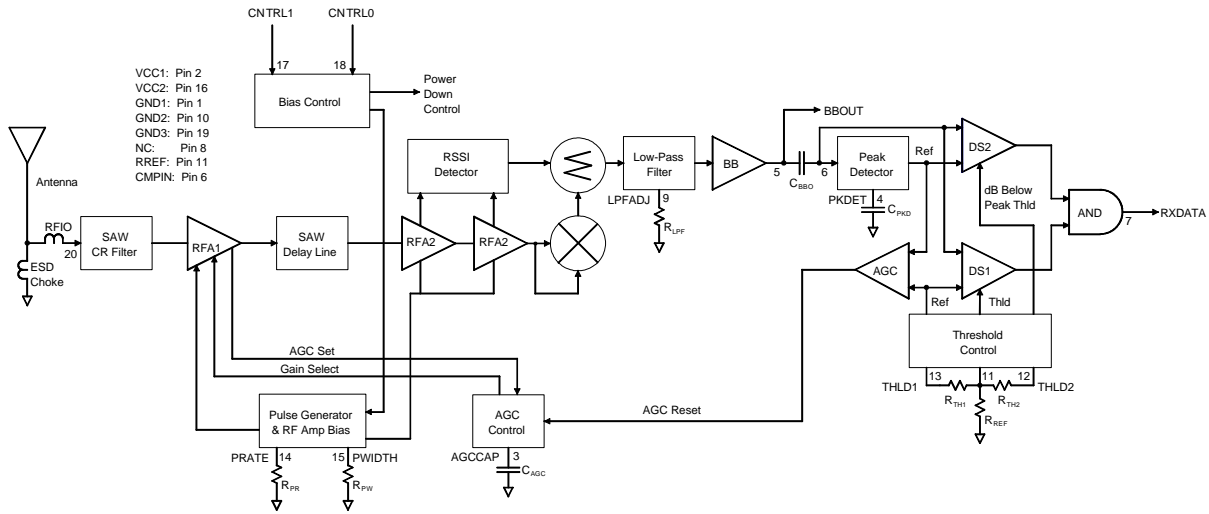 CNTRL1
CNTRL0
17
18
VCC1: Pin 2
VCC2: Pin 16
GND1: Pin 1
GND2: Pin 10
GND3: Pin 19
NC: Pin 8
RREF: Pin 11
CMPIN: Pin 6
Bias Control
Power
Down
Control
Antenna
RFIO
20
ESD
Choke
SAW
CR Filter
RFA1
SAW
Delay Line
RSSI
Detector
RFA2
RFA2
Low-Pass
Filter
LPFADJ
9
RLPF
BB
BBOUT
5
CBBO
6
Peak
Detector
Ref
PKDET
4
CPKD
DS2
dB Below
Peak Thld
AND
RXDATA
7
AGC
DS1
Ref
Thld
Threshold
Control
THLD1
13
11
12
THLD2
RTH1
RTH2
RREF
AGC Set
Gain Select
Pulse Generator
& RF Amp Bias
PRATE
14
15
PWIDTH
RPR
RPW
AGC
Control
AGCCAP
3
CAGC
AGC Reset